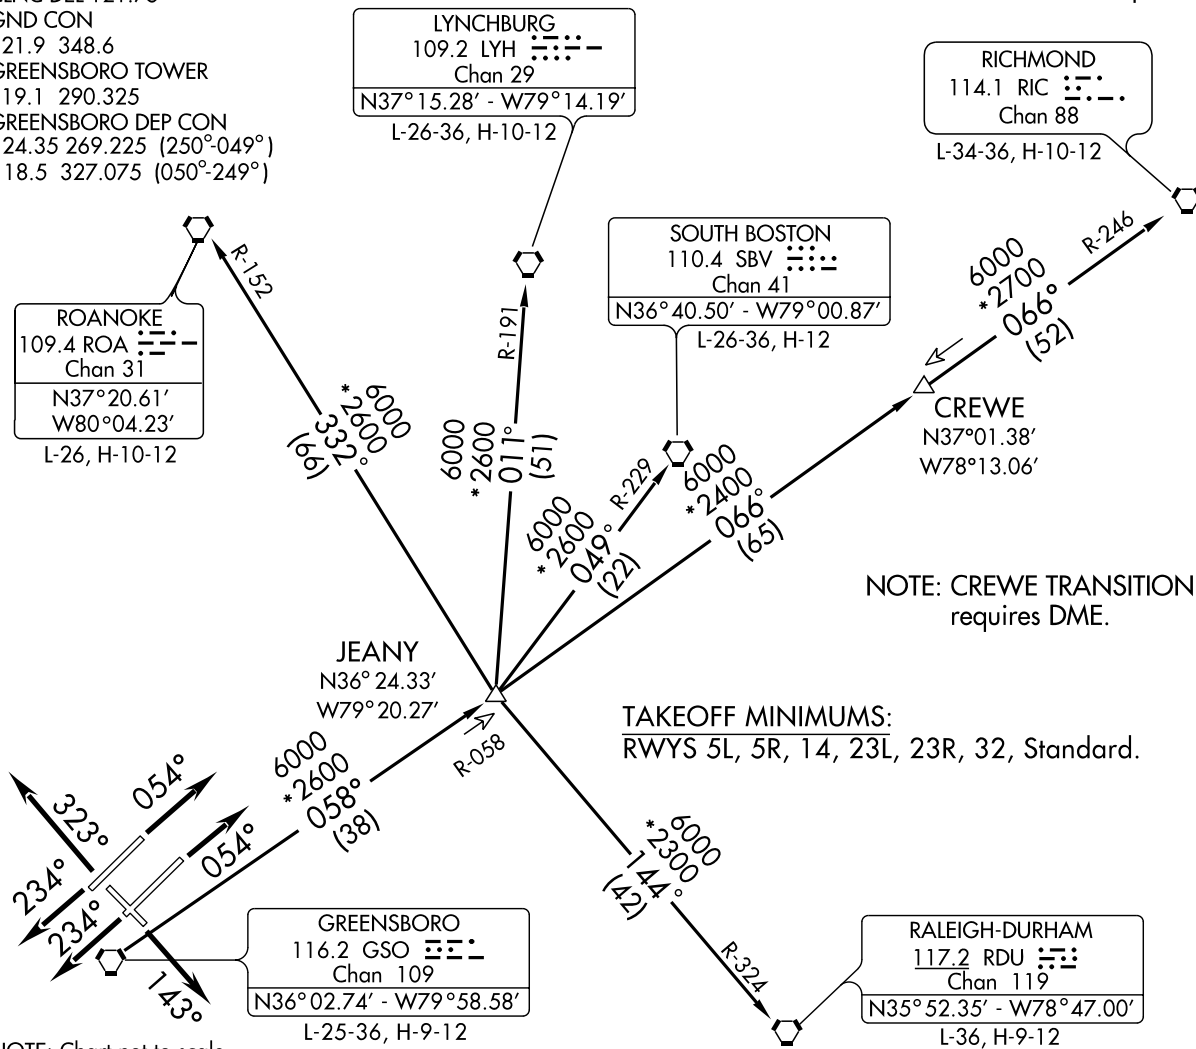 GND CON
21.9 348.6
GREENSBORO TOWER
19.1 290.325
GREENSBORO DEP CON
24.35 269.225 (250°-049°)
18.5 327.075 (050°-249°)
LYNCHBURG
109.2 LYH
Chan 29
N37°15.28' - W79°14.19'
L-26-36, H-10-12
RICHMOND
114.1 RIC
Chan 88
L-34-36, H-10-12
SOUTH BOSTON
110.4 SBV
Chan 41
N36°40.50' - W79°00.87'
L-26-36, H-12
ROANOKE
109.4 ROA
Chan 31
N37°20.61'
W80°04.23'
L-26, H-10-12
R-152
6000
*2600
332°
(66)
R-191
6000
*2600
011°
(51)
R-229
6000
*2600
049°
(22)
6000
*2400
066°
(65)
R-246
6000
*2700
066°
(52)
CREWE
N37°01.38'
W78°13.06'
NOTE: CREWE TRANSITION
requires DME.
JEANY
N36°24.33'
W79°20.27'
TAKEOFF MINIMUMS:
RWYS 5L, 5R, 14, 23L, 23R, 32, Standard.
R-058
6000
*2600
058°
(38)
323°
054°
054°
234°
234°
143°
6000
*2300
144°
(42)
R-324
GREENSBORO
116.2 GSO
Chan 109
N36°02.74' - W79°58.58'
L-25-36, H-9-12
RALEIGH-DURHAM
117.2 RDU
Chan 119
N35°52.35' - W78°47.00'
L-36, H-9-12
NOTE: Chart not to scale